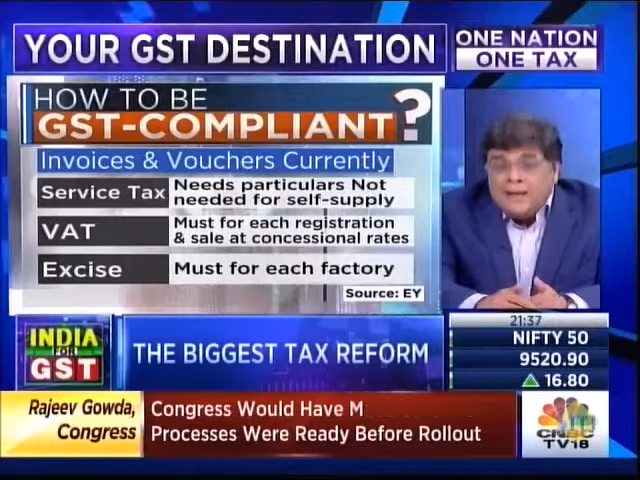 YOUR GST DESTINATION
ONE NATION
ONE TAX
HOW TO BE
GST-COMPLIANT?
Invoices & Vouchers Currently
Service Tax
Needs particulars Not
needed for self-supply
VAT
Must for each registration
& sale at concessional rates
Excise
Must for each factory
Source: EY
INDIA
FOR
GST
THE BIGGEST TAX REFORM
21:37
NIFTY 50
9520.90
16.80
Rajeev Gowda,
Congress
Congress Would Have M
Processes Were Ready Before Rollout
CNBC
TV18